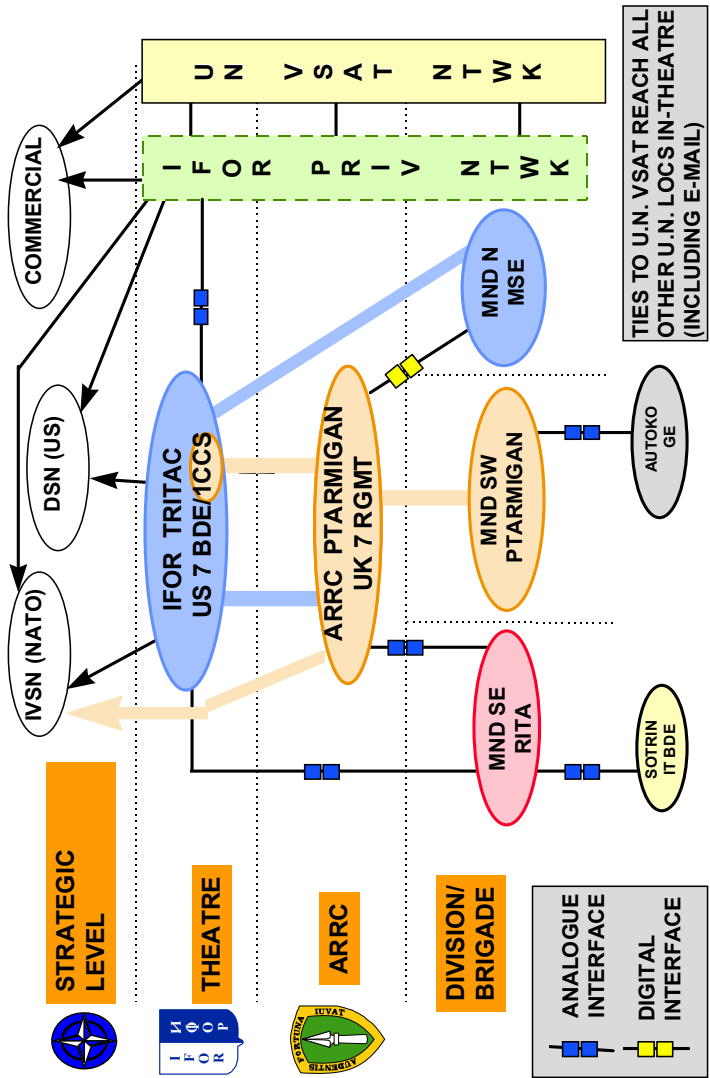 STRATEGIC
LEVEL
IVSN (NATO)
DSN (US)
COMMERCIAL
I F O R
И Ф О Р
THEATRE
IFOR TRITAC
US 7 BDE/1CCS
FORTUNA
IUVAT
AUDENTIS
ARRC
ARRC PTARMIGAN
UK 7 RGMT
DIVISION/
BRIGADE
MND SE
RITA
MND SW
PTARMIGAN
MND N
MSE
IFOR PRIV NTWK
UN VSAT NTWK
SOTRIN
IT BDE
AUTOKO
GE
ANALOGUE
INTERFACE
DIGITAL
INTERFACE
TIES TO U.N. VSAT REACH ALL
OTHER U.N. LOCS IN-THEATRE
(INCLUDING E-MAIL)